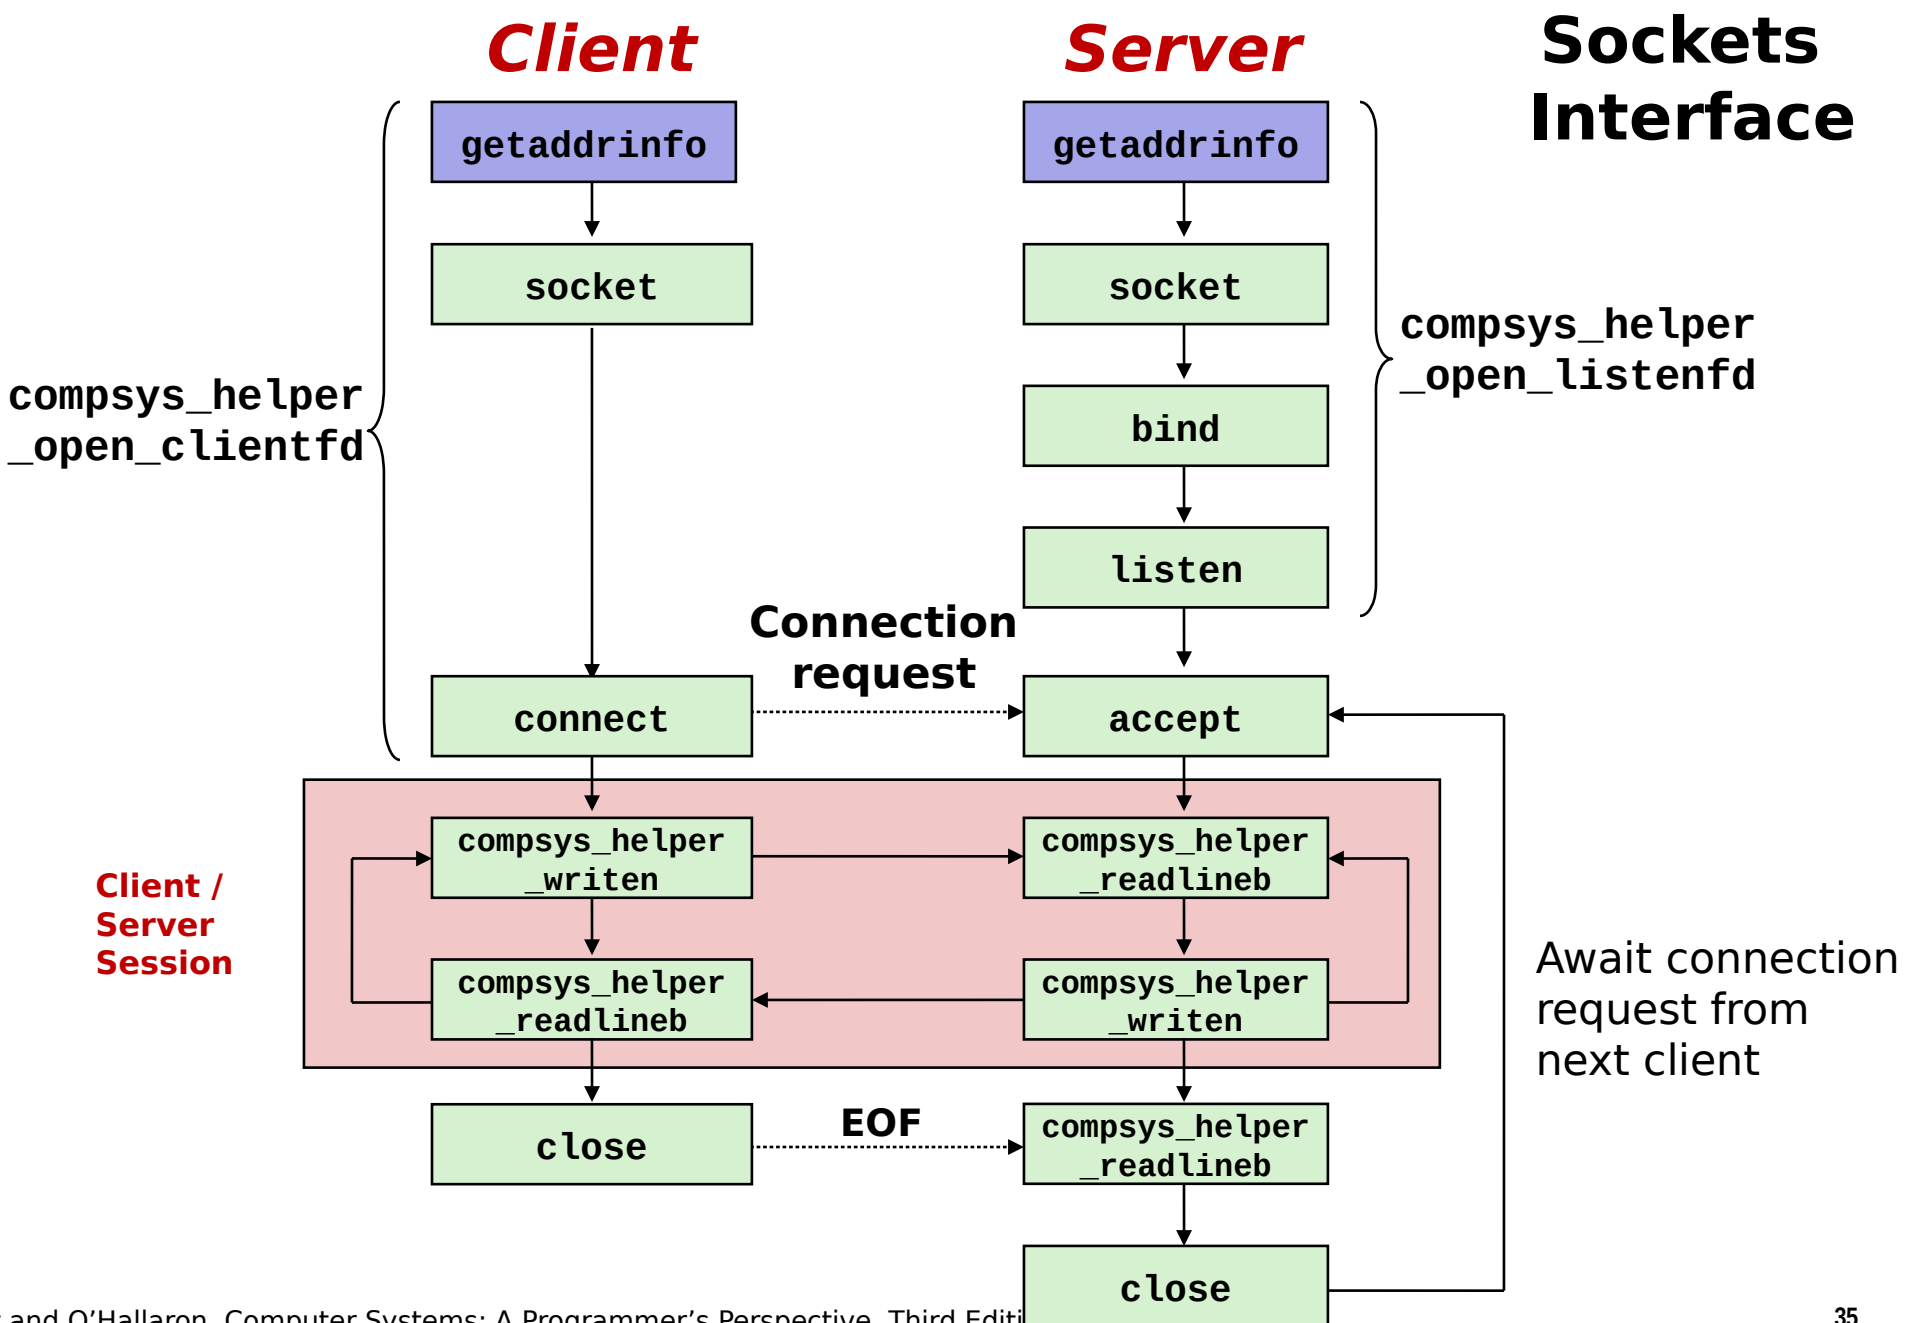 Client
Server
Sockets
Interface
getaddrinfo
getaddrinfo
socket
socket
compsys_helper
_open_listenfd
compsys_helper
_open_clientfd
bind
listen
Connection
request
connect
accept
compsys_helper
_writen
compsys_helper
_readlineb
Client /
Server
Session
compsys_helper
_readlineb
compsys_helper
_writen
Await connection
request from
next client
close
EOF
compsys_helper
_readlineb
close
and O’Hallaron, Computer Systems: A Programmer’s Perspective, Third
35